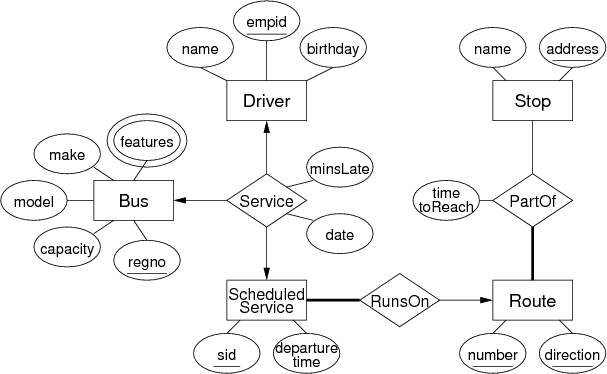 empid
name
birthday
name
address
Driver
Stop
features
make
minsLate
model
Bus
Service
time
toReach
PartOf
date
capacity
regno
Scheduled
Service
RunsOn
Route
sid
departure
time
number
direction